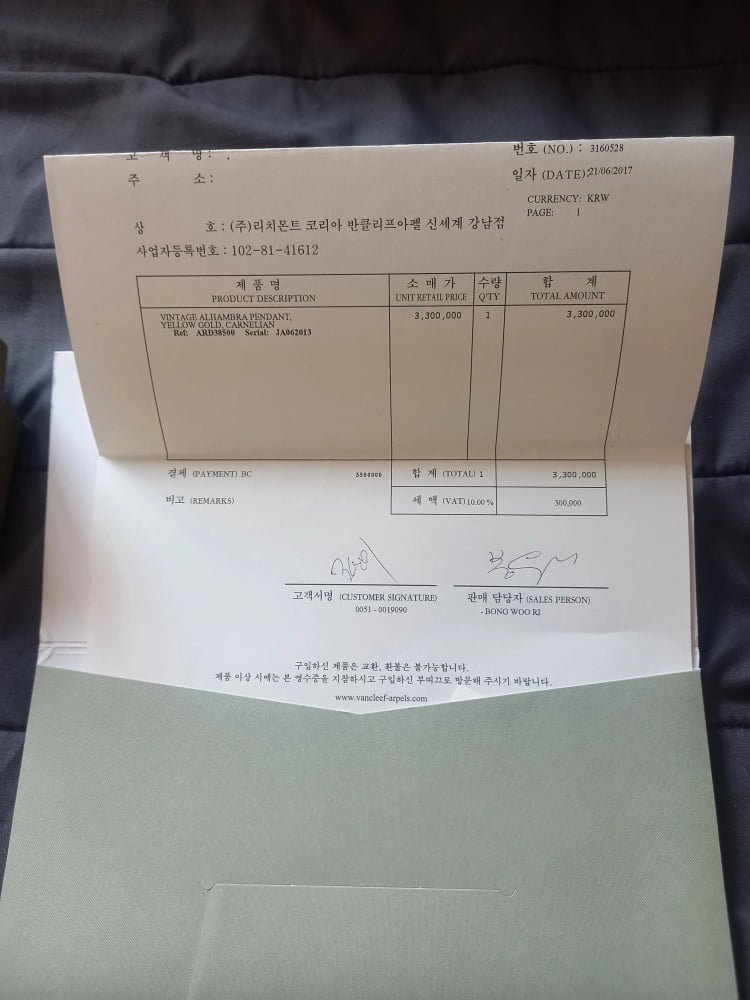 고 객 명 : .
번호 (NO.) : 3160528
주 소 :
일자 (DATE) : 21/06/2017
CURRENCY: KRW
PAGE: 1
상 호 : (주)리치몬트 코리아 반클리프아펠 신세계 강남점
사업자등록번호 : 102-81-41612
제 품 명 소 매 가 수량 합 계
PRODUCT DESCRIPTION UNIT RETAIL PRICE Q'TY TOTAL AMOUNT
VINTAGE ALHAMBRA PENDANT, 3,300,000 1 3,300,000
YELLOW GOLD, CARNELIAN
Ref: ARD38500 Serial: JA062013
결제 (PAYMENT) BC 3300000 합 계 (TOTAL) 1 3,300,000
비고 (REMARKS) 세 액 (VAT) 10.00 % 300,000
고객서명 (CUSTOMER SIGNATURE) 판매 담당자 (SALES PERSON)
0051 - 0019090 - BONG WOO RI
구입하신 제품은 교환, 환불은 불가능합니다.
제품 이상 시에는 본 영수증을 지참하시고 구입하신 부띠끄로 방문해 주시기 바랍니다.
www.vancleef-arpels.com